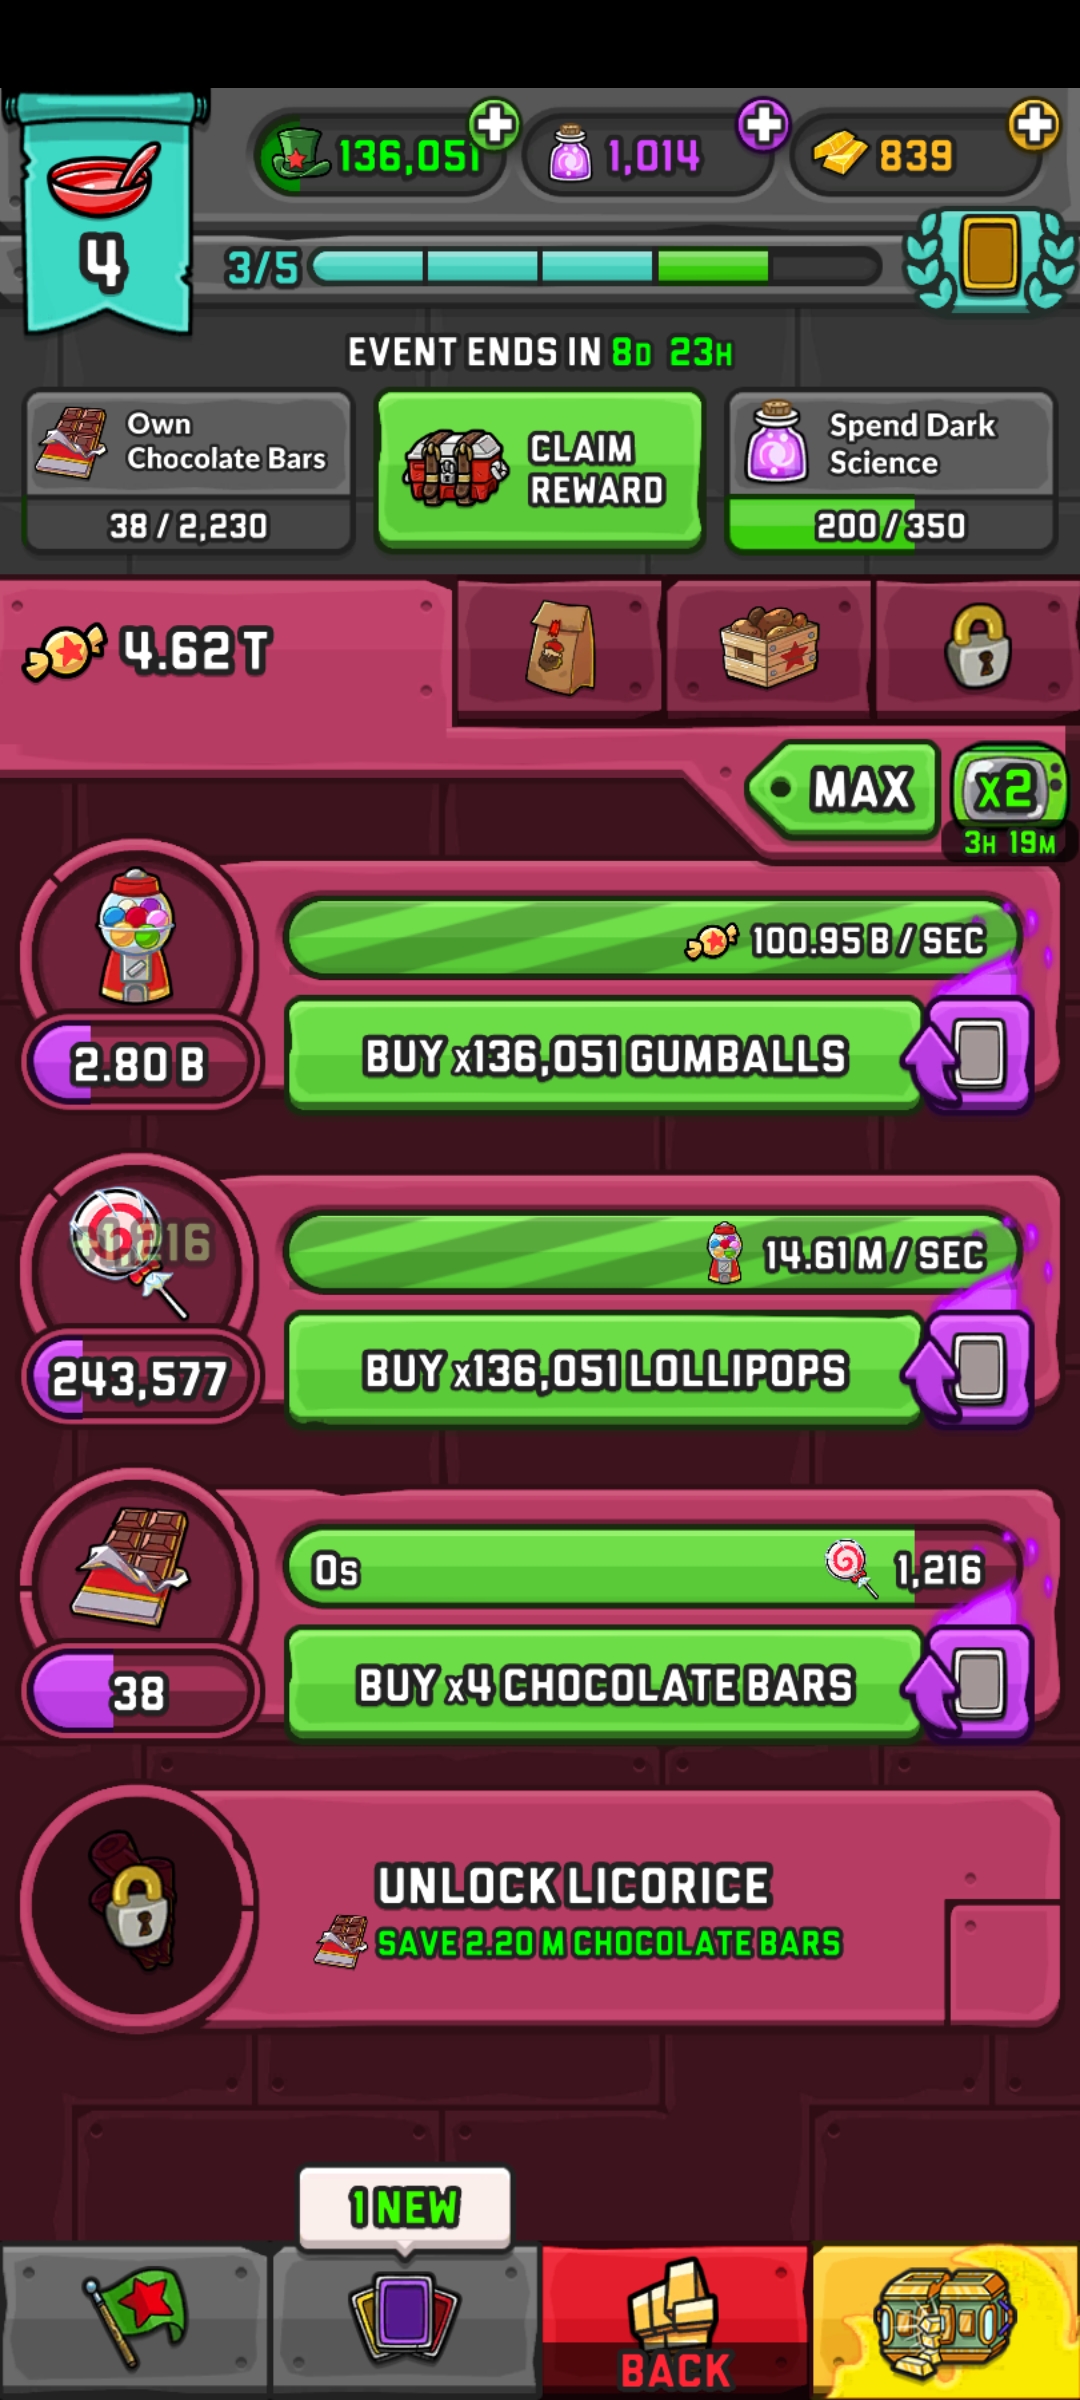 136,051
1,014
839
4
3/5
EVENT ENDS IN 8D 23H
Own
Chocolate Bars
38 / 2,230
CLAIM
REWARD
Spend Dark
Science
200 / 350
4.62 T
MAX
x2
3H 19M
100.95 B / SEC
2.80 B
BUY x136,051 GUMBALLS
+1,216
14.61 M / SEC
243,577
BUY x136,051 LOLLIPOPS
0s
1,216
38
BUY x4 CHOCOLATE BARS
UNLOCK LICORICE
SAVE 2.20 M CHOCOLATE BARS
1 NEW
BACK